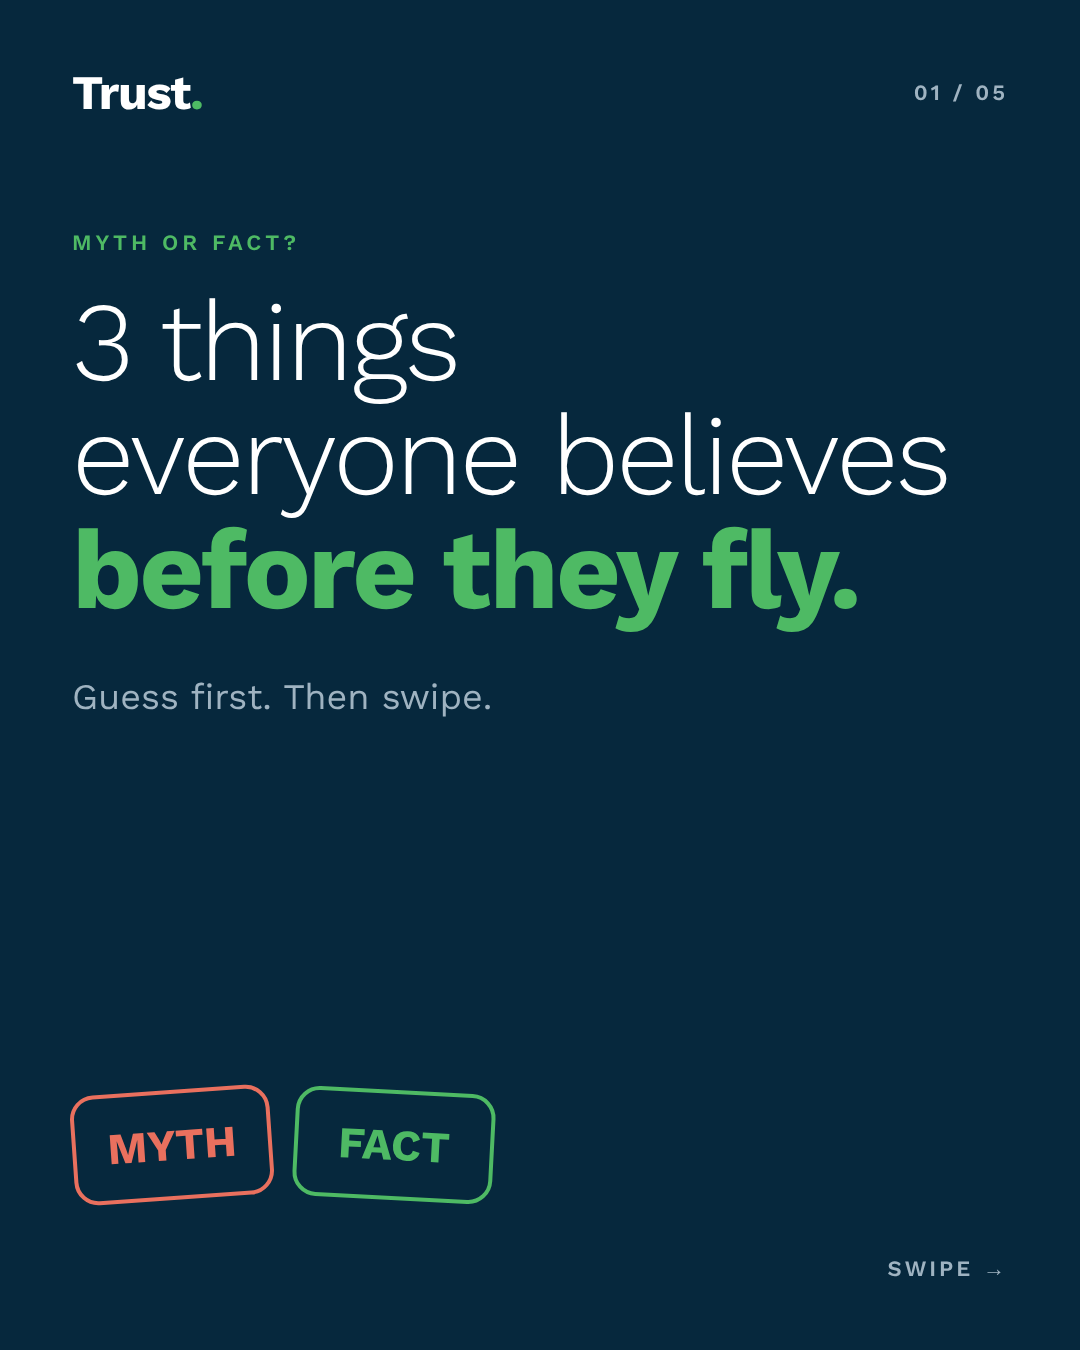 Trust.
01 / 05
MYTH OR FACT?
3 things
everyone believes
before they fly.
Guess first. Then swipe.
MYTH
FACT
SWIPE →